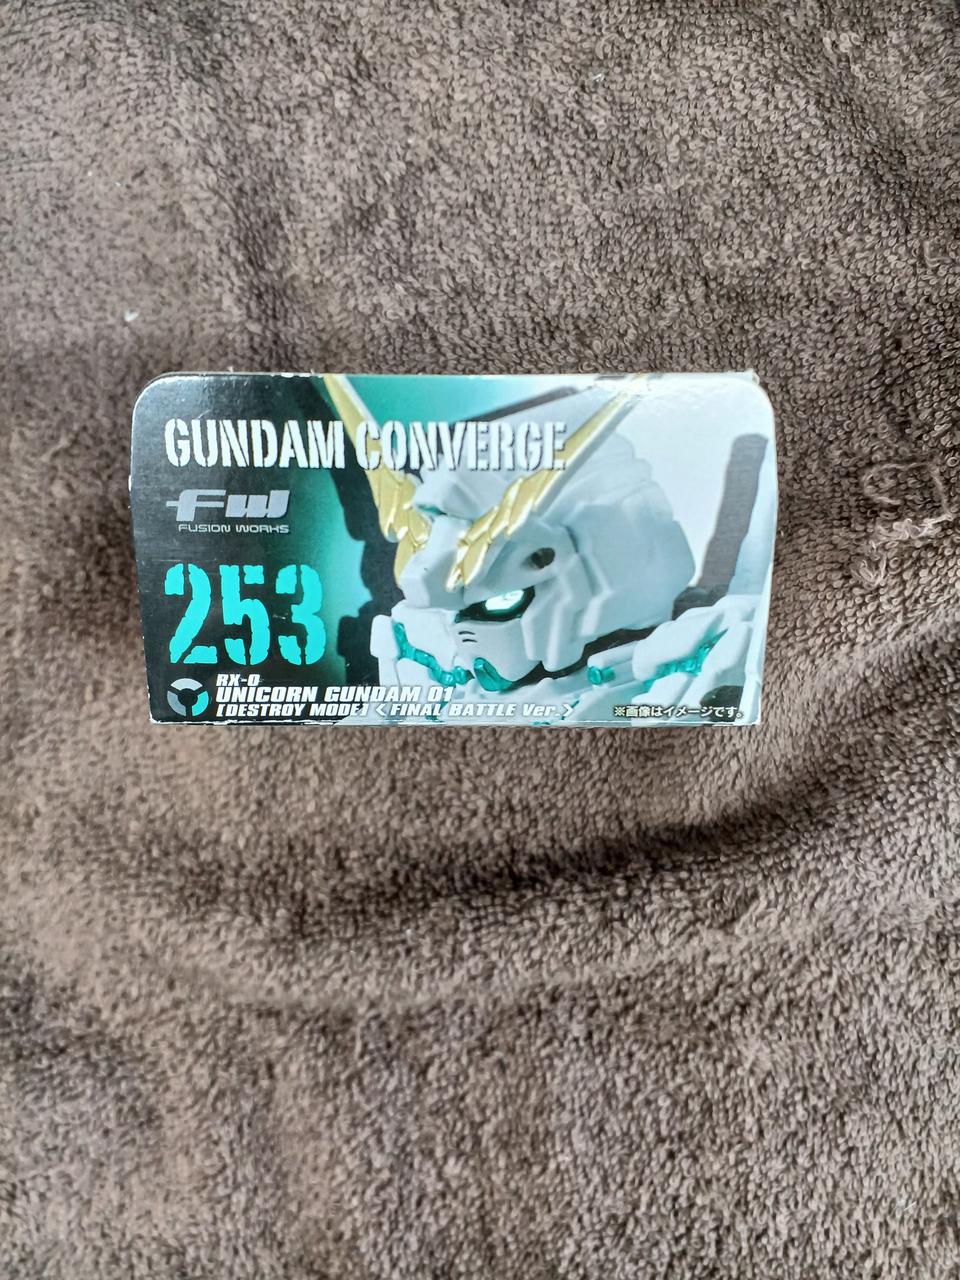 GUNDAM CONVERGE
FW
FUSION WORKS
253
RX-0
UNICORN GUNDAM 01
[DESTROY MODE]〈FINAL BATTLE Ver.〉
※画像はイメージです。